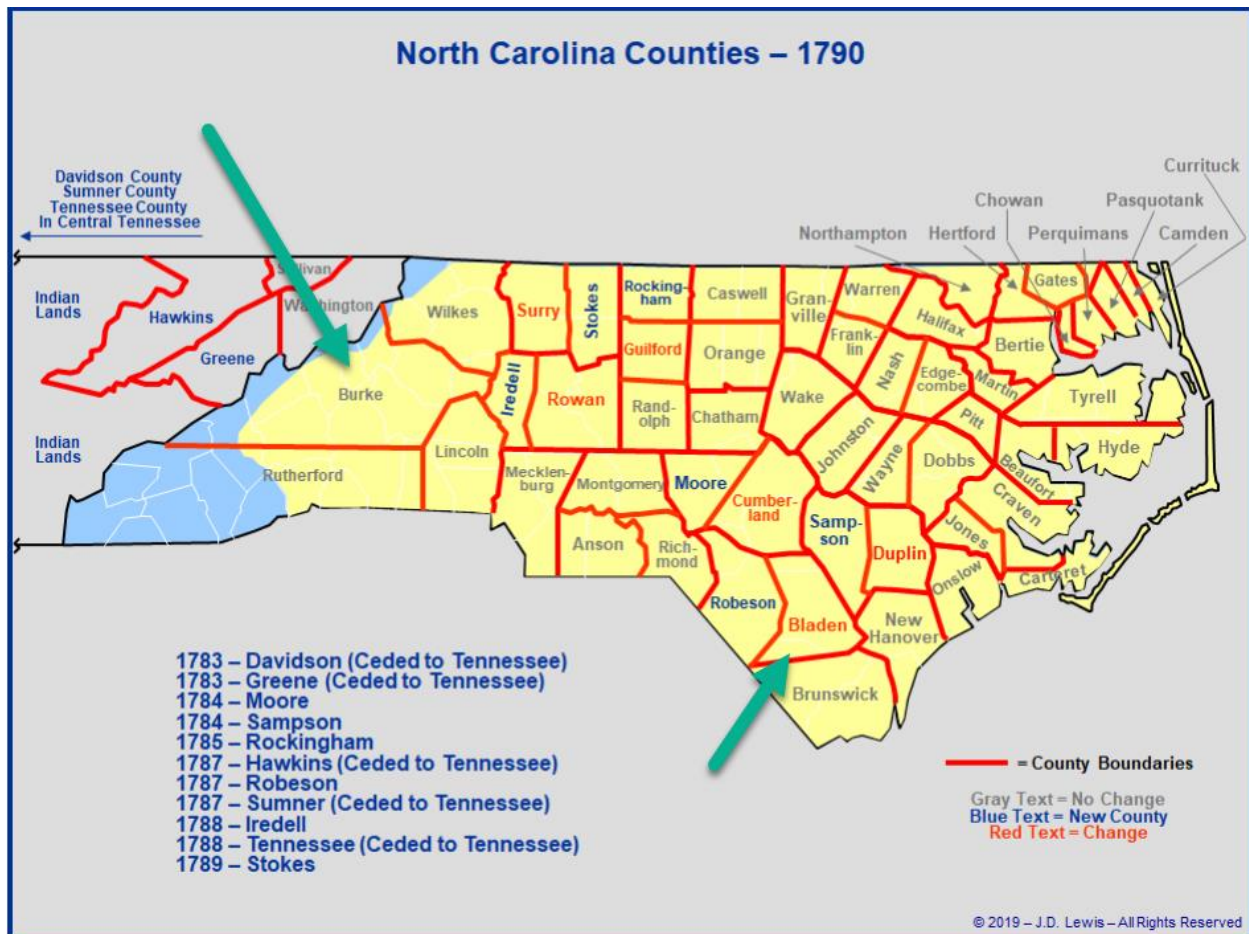 North Carolina Counties – 1790
Davidson County
Sumner County
Tennessee County
In Central Tennessee
Currituck
Chowan
Pasquotank
Northampton
Hertford
Perquimans
Camden
Indian
Lands
Hawkins
Sullivan
Washington
Greene
Indian
Lands
Wilkes
Surry
Stokes
Rocking-
ham
Caswell
Gran-
ville
Warren
Halifax
Gates
Bertie
Burke
Iredell
Rowan
Guilford
Orange
Frank-
lin
Nash
Edge-
combe
Martin
Tyrell
Rutherford
Lincoln
Ran-
dolph
Chatham
Wake
Johnston
Wayne
Pitt
Dobbs
Beaufort
Hyde
Mecklen-
burg
Montgomery
Moore
Cumber-
land
Samp-
son
Duplin
Jones
Craven
Carteret
Anson
Rich-
mond
Onslow
Robeson
Bladen
New
Hanover
Brunswick
1783 – Davidson (Ceded to Tennessee)
1783 – Greene (Ceded to Tennessee)
1784 – Moore
1784 – Sampson
1785 – Rockingham
1787 – Hawkins (Ceded to Tennessee)
1787 – Robeson
1787 – Sumner (Ceded to Tennessee)
1788 – Iredell
1788 – Tennessee (Ceded to Tennessee)
1789 – Stokes
= County Boundaries
Gray Text = No Change
Blue Text = New County
Red Text = Change
© 2019 – J.D. Lewis – All Rights Reserved